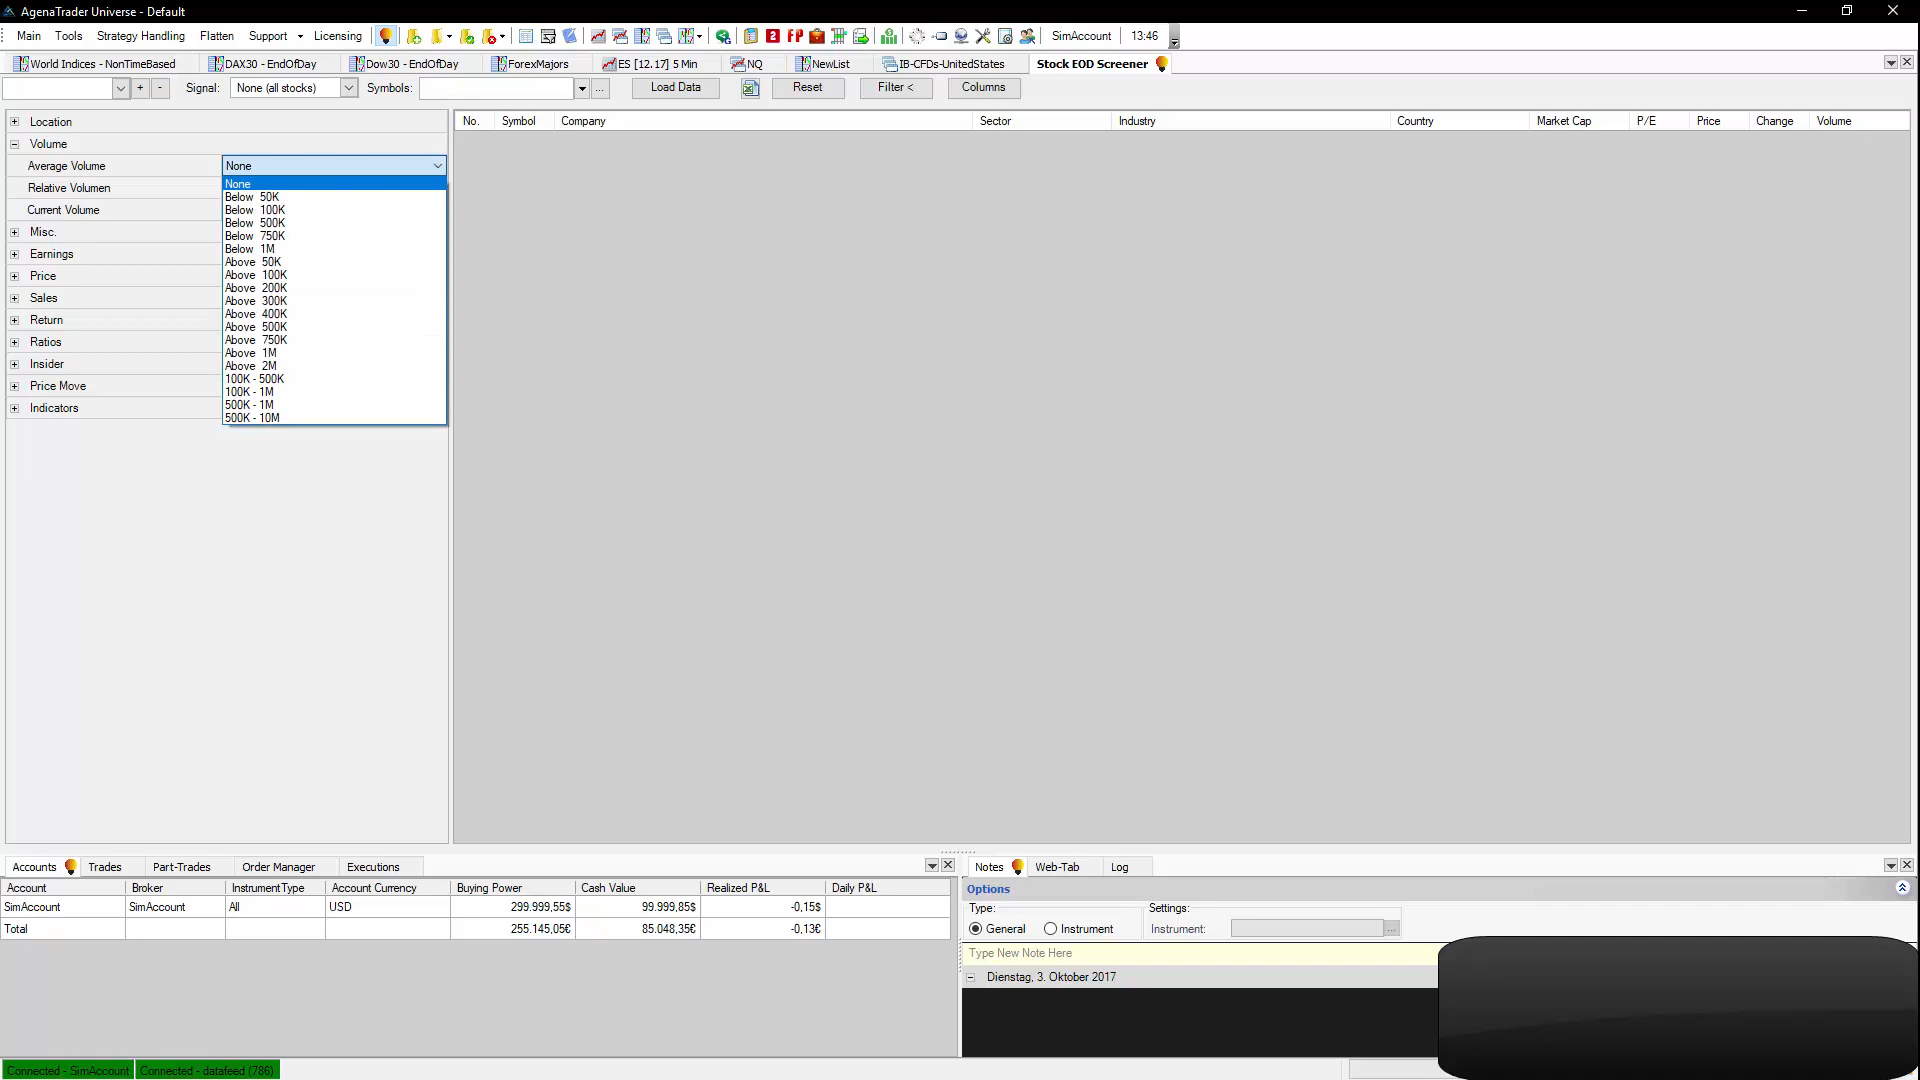 AgenaTrader Universe - Default
Main Tools Strategy Handling Flatten Support Licensing 2 FP SimAccount 13:46
World Indices - NonTimeBased DAX30 - EndOfDay Dow30 - EndOfDay ForexMajors ES [12.17] 5 Min NQ NewList IB-CFDs-UnitedStates Stock EOD Screener
+ - Signal: None (all stocks) Symbols: ... Load Data Reset Filter < Columns
Location
Volume
Average Volume None
Relative Volumen
Current Volume
Misc.
Earnings
Price
Sales
Return
Ratios
Insider
Price Move
Indicators
None
Below 50K
Below 100K
Below 500K
Below 750K
Below 1M
Above 50K
Above 100K
Above 200K
Above 300K
Above 400K
Above 500K
Above 750K
Above 1M
Above 2M
100K - 500K
100K - 1M
500K - 1M
500K - 10M
No. Symbol Company Sector Industry Country Market Cap P/E Price Change Volume
Accounts Trades Part-Trades Order Manager Executions
Account Broker InstrumentType Account Currency Buying Power Cash Value Realized P&L Daily P&L
SimAccount SimAccount All USD 299.999,55$ 99.999,85$ -0,15$
Total 255.145,05€ 85.048,35€ -0,13€
Notes Web-Tab Log
Options
Type: Settings:
General Instrument Instrument: ...
Type New Note Here
Dienstag, 3. Oktober 2017
Connected - SimAccount Connected - datafeed (786)